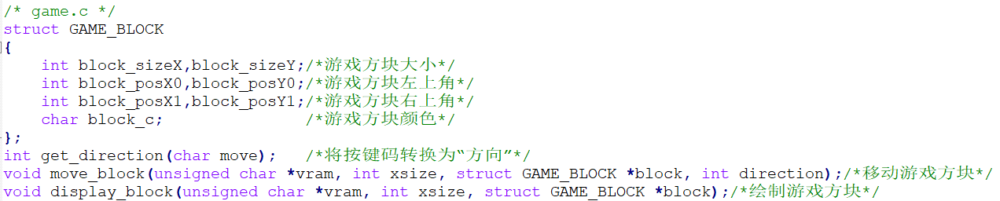 /* game.c */
struct GAME_BLOCK
{
    int block_sizeX,block_sizeY;/*游戏方块大小*/
    int block_posX0,block_posY0;/*游戏方块左上角*/
    int block_posX1,block_posY1;/*游戏方块右上角*/
    char block_c;               /*游戏方块颜色*/
};
int get_direction(char move);   /*将按键码转换为“方向”*/
void move_block(unsigned char *vram, int xsize, struct GAME_BLOCK *block, int direction);/*移动游戏方块*/
void display_block(unsigned char *vram, int xsize, struct GAME_BLOCK *block);/*绘制游戏方块*/